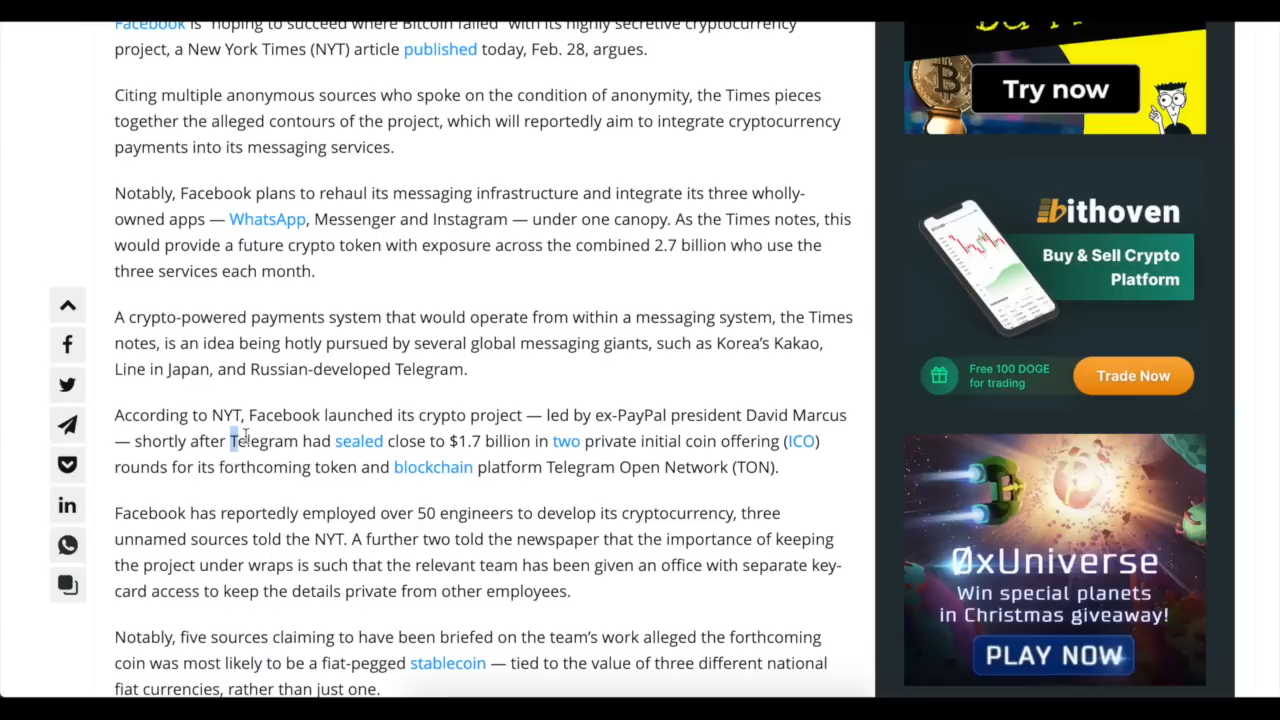 Facebook is "hoping to succeed where Bitcoin failed" with its highly secretive cryptocurrency
project, a New York Times (NYT) article published today, Feb. 28, argues.
Citing multiple anonymous sources who spoke on the condition of anonymity, the Times pieces
together the alleged contours of the project, which will reportedly aim to integrate cryptocurrency
payments into its messaging services.
Notably, Facebook plans to rehaul its messaging infrastructure and integrate its three wholly-
owned apps — WhatsApp, Messenger and Instagram — under one canopy. As the Times notes, this
would provide a future crypto token with exposure across the combined 2.7 billion who use the
three services each month.
A crypto-powered payments system that would operate from within a messaging system, the Times
notes, is an idea being hotly pursued by several global messaging giants, such as Korea's Kakao,
Line in Japan, and Russian-developed Telegram.
According to NYT, Facebook launched its crypto project — led by ex-PayPal president David Marcus
— shortly after Telegram had sealed close to $1.7 billion in two private initial coin offering (ICO)
rounds for its forthcoming token and blockchain platform Telegram Open Network (TON).
Facebook has reportedly employed over 50 engineers to develop its cryptocurrency, three
unnamed sources told the NYT. A further two told the newspaper that the importance of keeping
the project under wraps is such that the relevant team has been given an office with separate key-
card access to keep the details private from other employees.
Notably, five sources claiming to have been briefed on the team's work alleged the forthcoming
coin was most likely to be a fiat-pegged stablecoin — tied to the value of three different national
fiat currencies, rather than just one.
Try now
bithoven
Buy & Sell Crypto
Platform
Free 100 DOGE
for trading
Trade Now
0xUniverse
Win special planets
in Christmas giveaway!
PLAY NOW